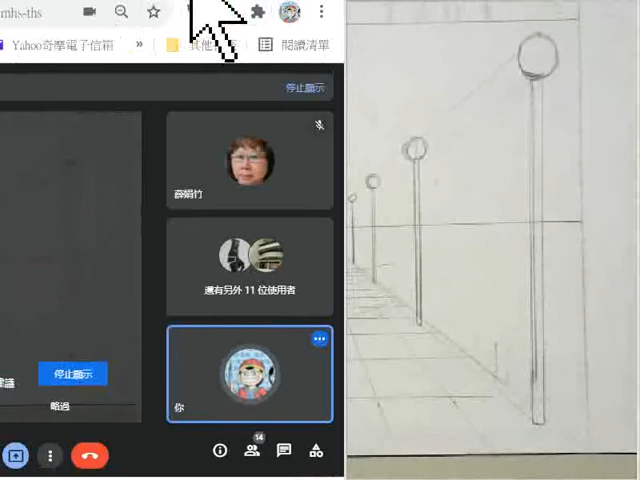 mhs-ths
Yahoo奇摩電子信箱
»
其他
閱讀清單
停止顯示
薛娟竹
還有另外 11 位使用者
停止顯示
略過
你
14